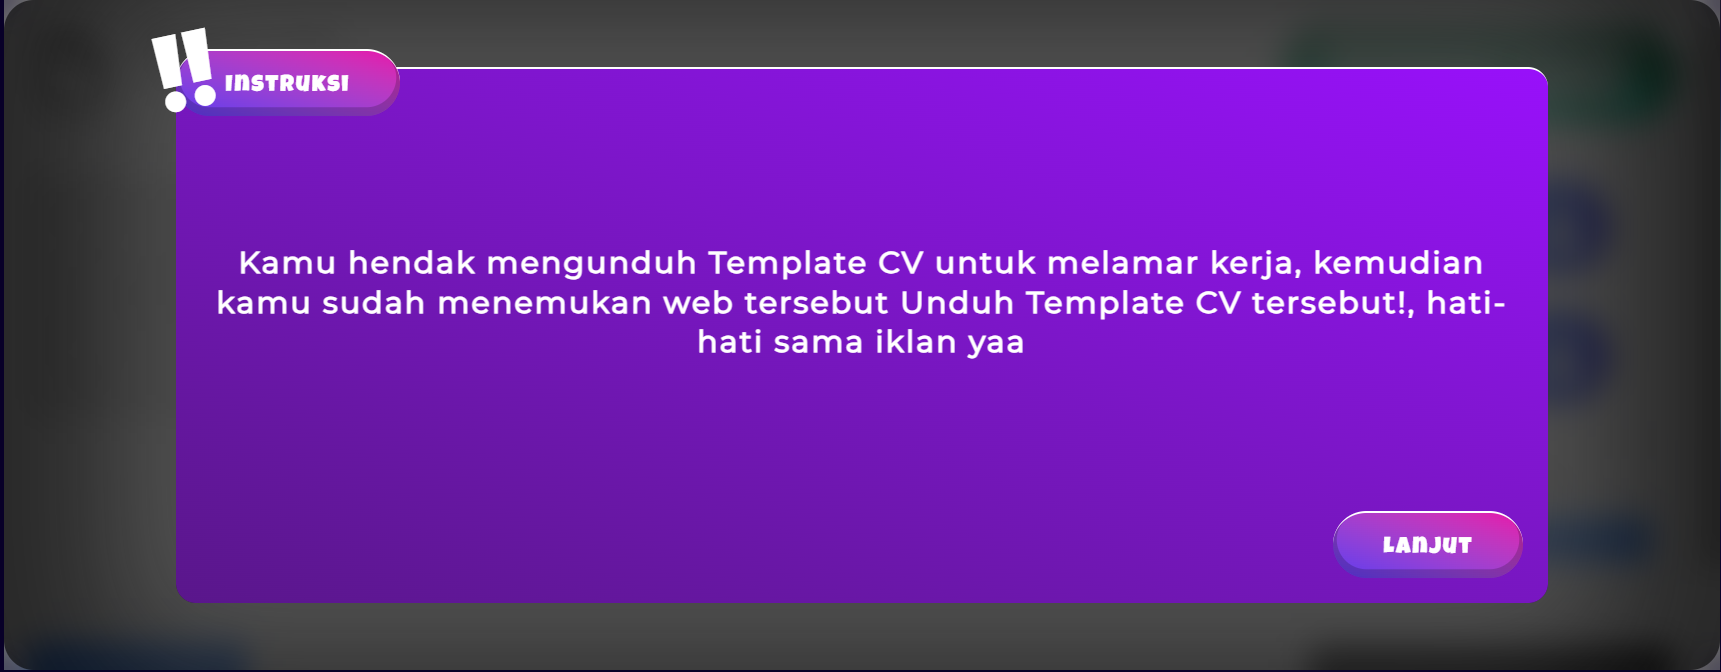 INSTRUKSI
Kamu hendak mengunduh Template CV untuk melamar kerja, kemudian
kamu sudah menemukan web tersebut Unduh Template CV tersebut!, hati-
hati sama iklan yaa
LANJUT